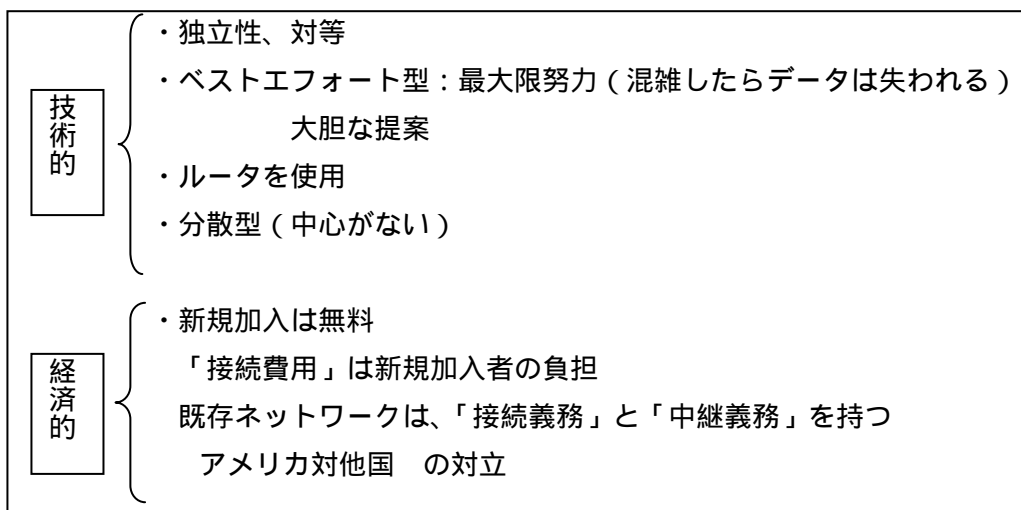 技術的
・独立性、対等
・ベストエフォート型：最大限努力（混雑したらデータは失われる）
大胆な提案
・ルータを使用
・分散型（中心がない）
経済的
・新規加入は無料
「接続費用」は新規加入者の負担
既存ネットワークは、「接続義務」と「中継義務」を持つ
アメリカ対他国　の対立